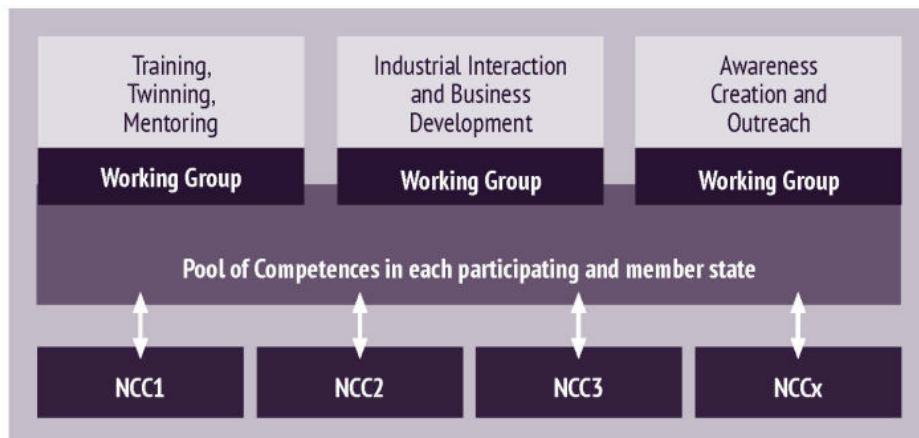 Training,
Twinning,
Mentoring
Working Group
Industrial Interaction
and Business
Development
Working Group
Awareness
Creation and
Outreach
Working Group
Pool of Competences in each participating and member state
NCC1
NCC2
NCC3
NCCx